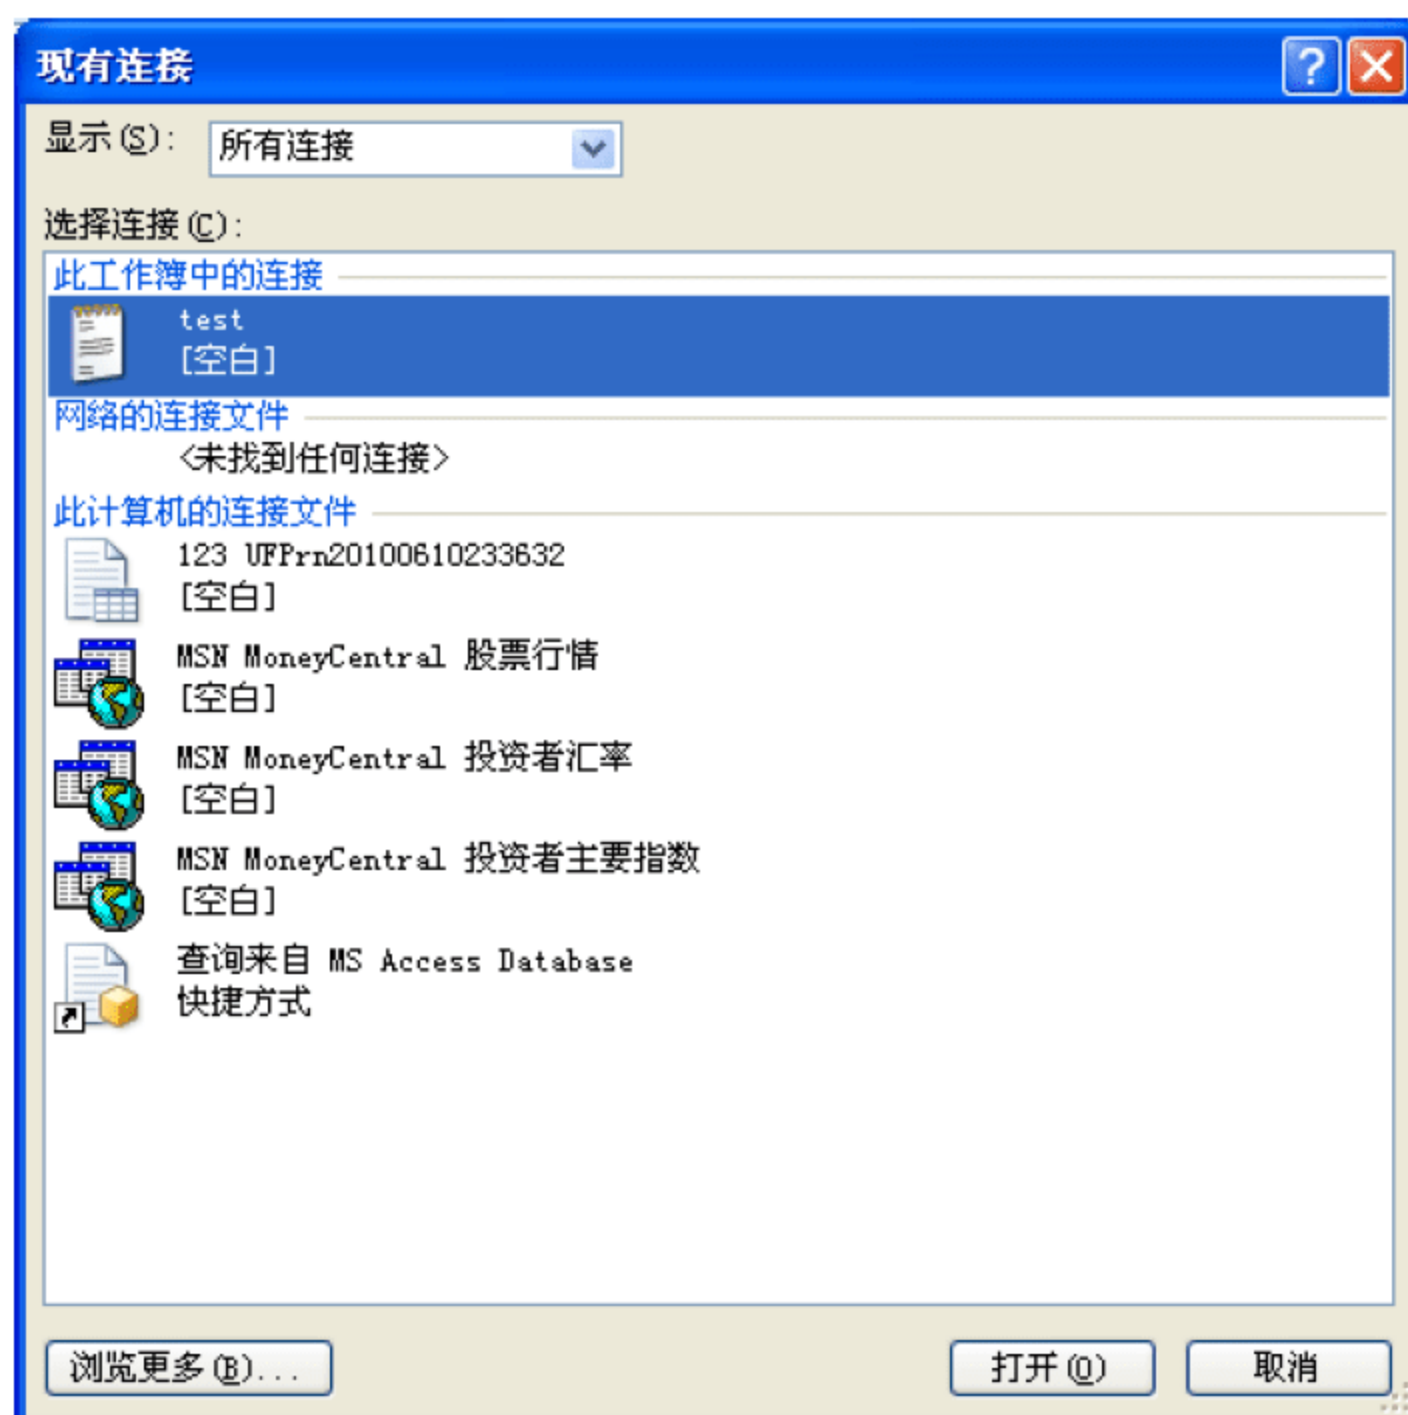 现有连接
显示(S): 所有连接
选择连接(C):
此工作簿中的连接
test
[空白]
网络的连接文件
<未找到任何连接>
此计算机的连接文件
123 UFPrn20100610233632
[空白]
MSN MoneyCentral 股票行情
[空白]
MSN MoneyCentral 投资者汇率
[空白]
MSN MoneyCentral 投资者主要指数
[空白]
查询来自 MS Access Database
快捷方式
浏览更多(B)... 打开(O) 取消